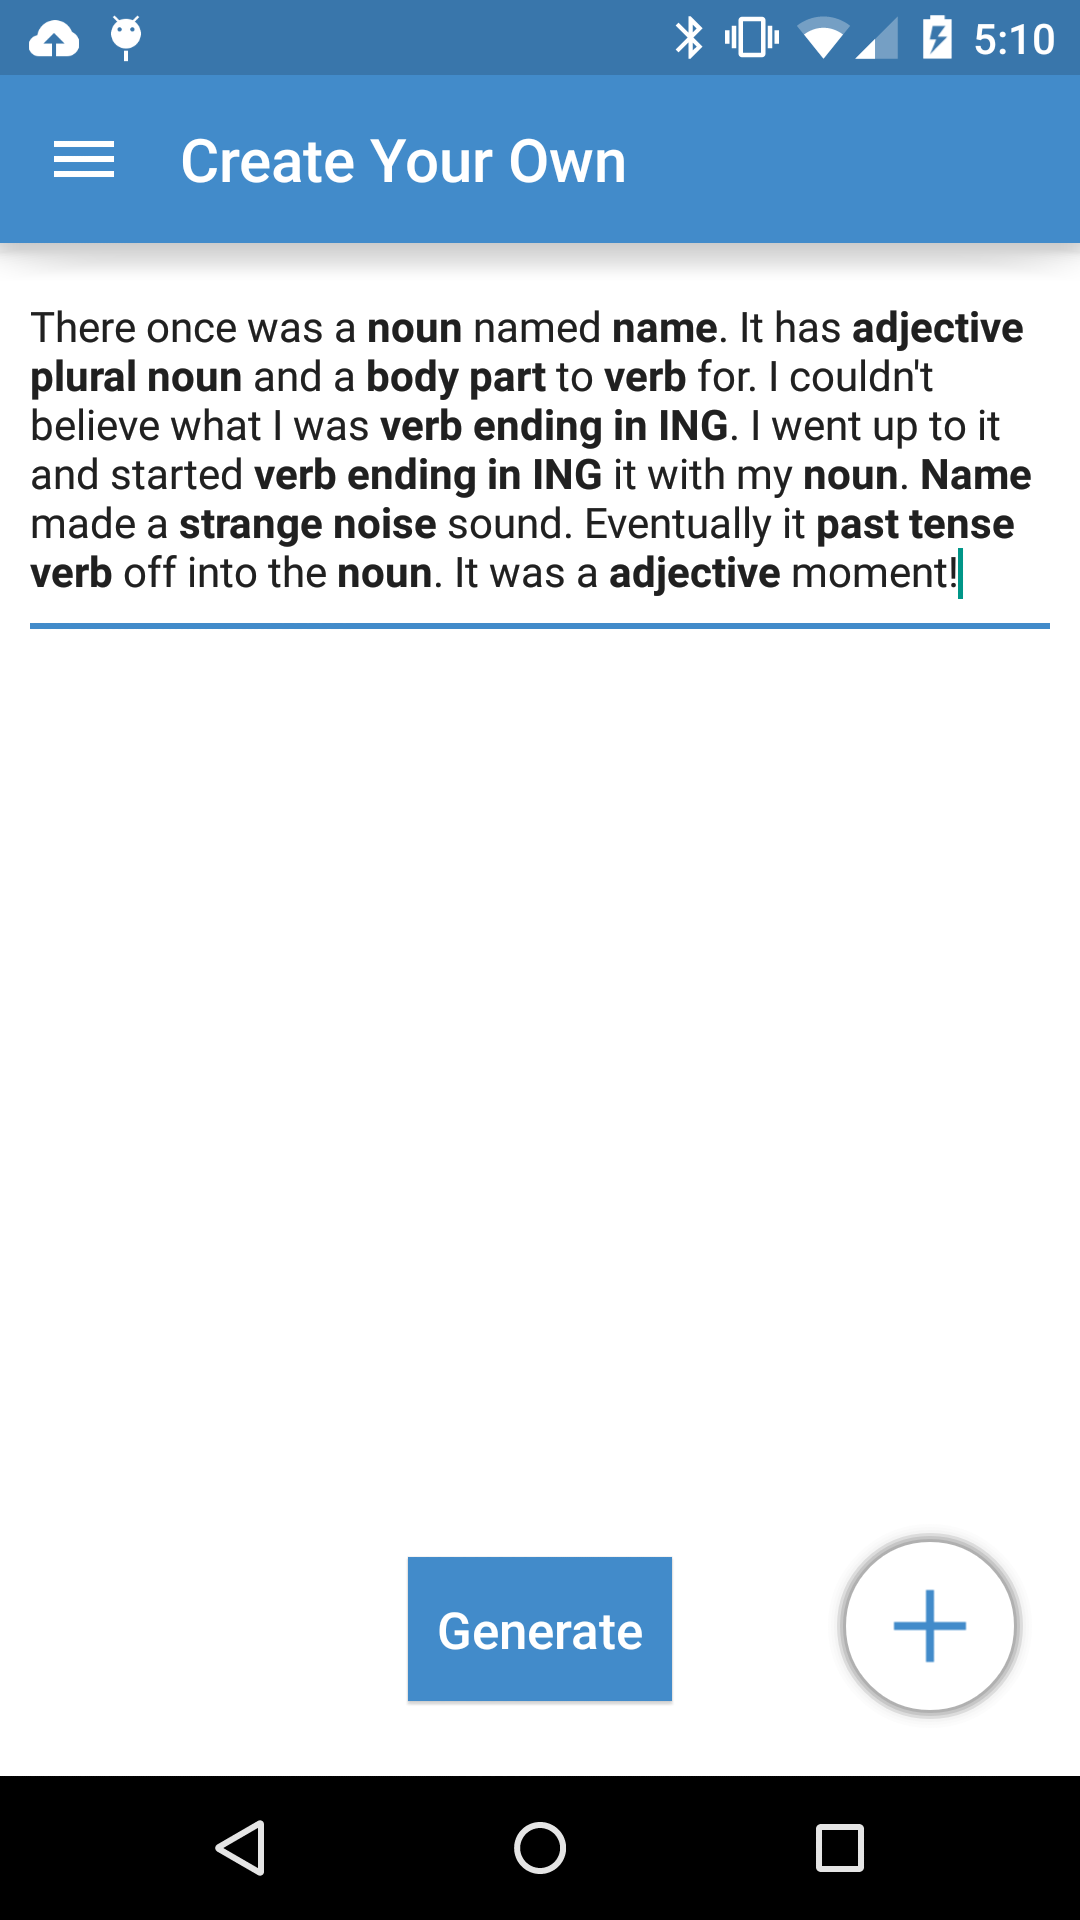 5:10
Create Your Own
There once was a noun named name. It has adjective
plural noun and a body part to verb for. I couldn't
believe what I was verb ending in ING. I went up to it
and started verb ending in ING it with my noun. Name
made a strange noise sound. Eventually it past tense
verb off into the noun. It was a adjective moment!
Generate